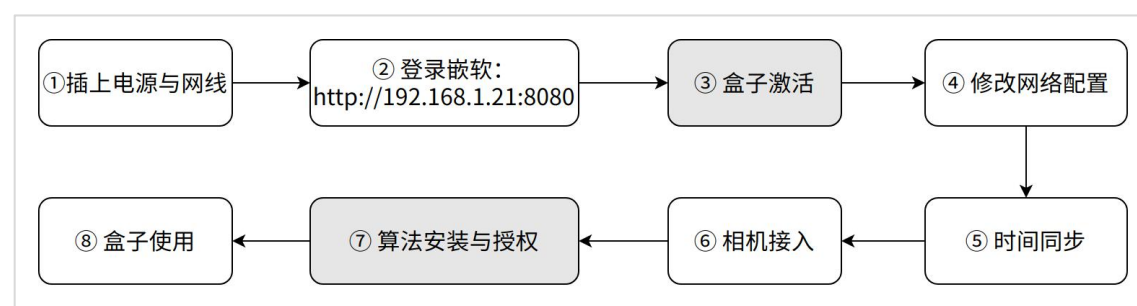 ①插上电源与网线
② 登录嵌软：
http://192.168.1.21:8080
③ 盒子激活
④ 修改网络配置
⑤ 时间同步
⑥ 相机接入
⑦ 算法安装与授权
⑧ 盒子使用